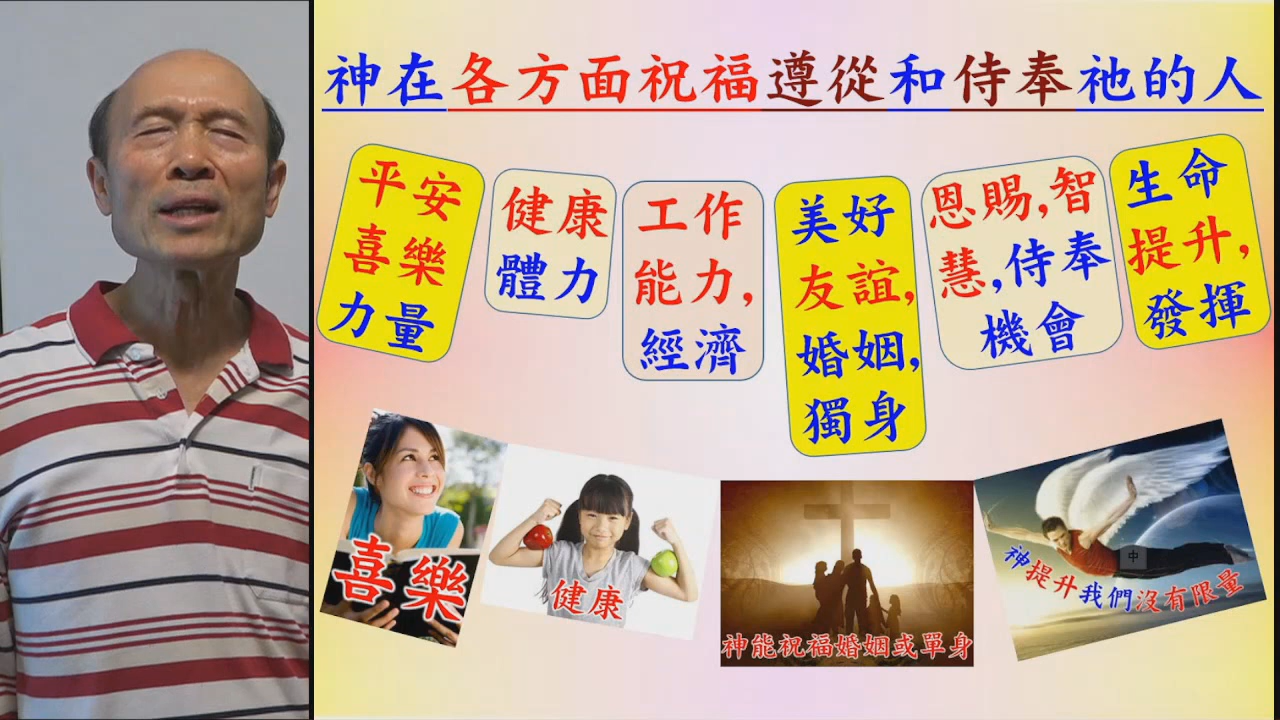 神在各方面祝福遵從和侍奉祂的人
平安
喜樂
力量
健康
體力
工作
能力,
經濟
美好
友誼,
婚姻,
獨身
恩賜,智
慧,侍奉
機會
生命
提升,
發揮
喜樂
健康
神能祝福婚姻或單身
神提升我們沒有限量
中